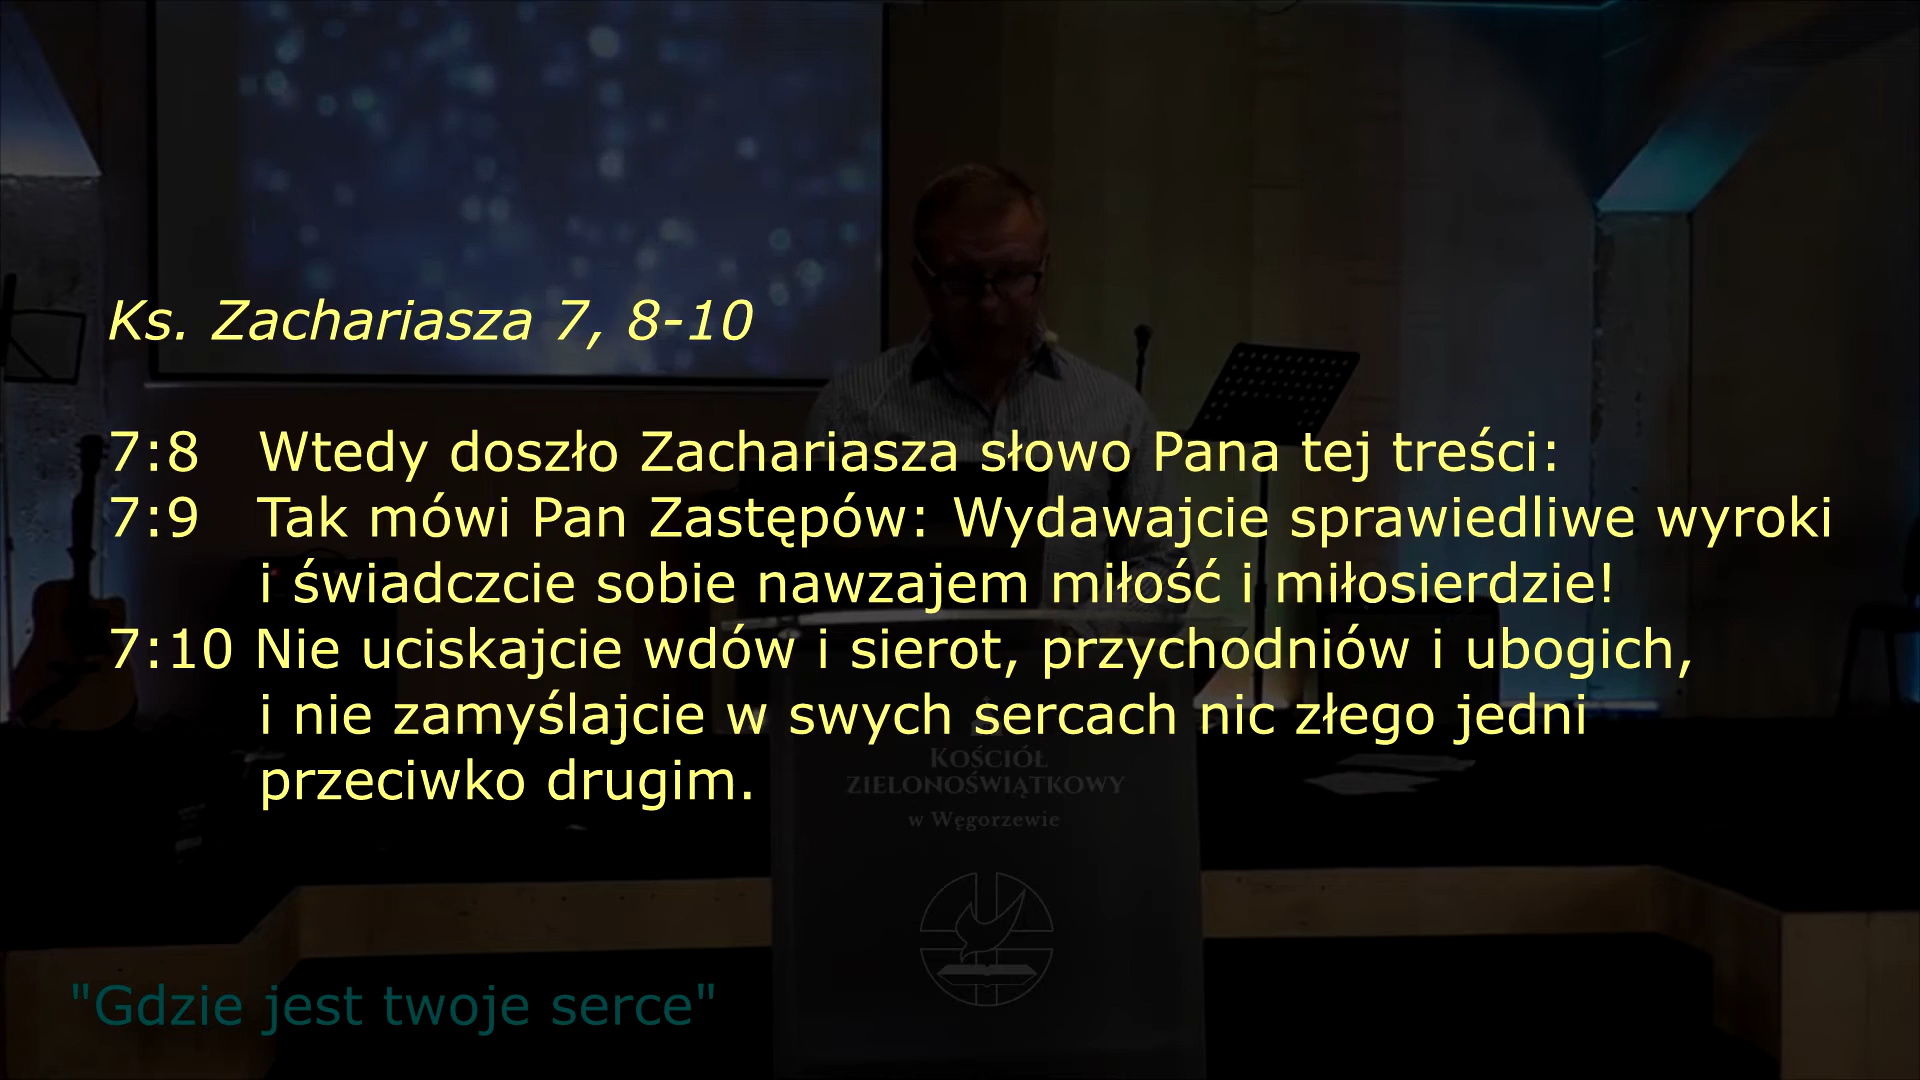 Ks. Zachariasza 7, 8-10
7:8 Wtedy doszło Zachariasza słowo Pana tej treści:
7:9 Tak mówi Pan Zastępów: Wydawajcie sprawiedliwe wyroki
i świadczcie sobie nawzajem miłość i miłosierdzie!
7:10 Nie uciskajcie wdów i sierot, przychodniów i ubogich,
i nie zamyślajcie w swych sercach nic złego jedni
przeciwko drugim.
Kościół
zielonoświątkowy
w Węgorzewie
"Gdzie jest twoje serce"